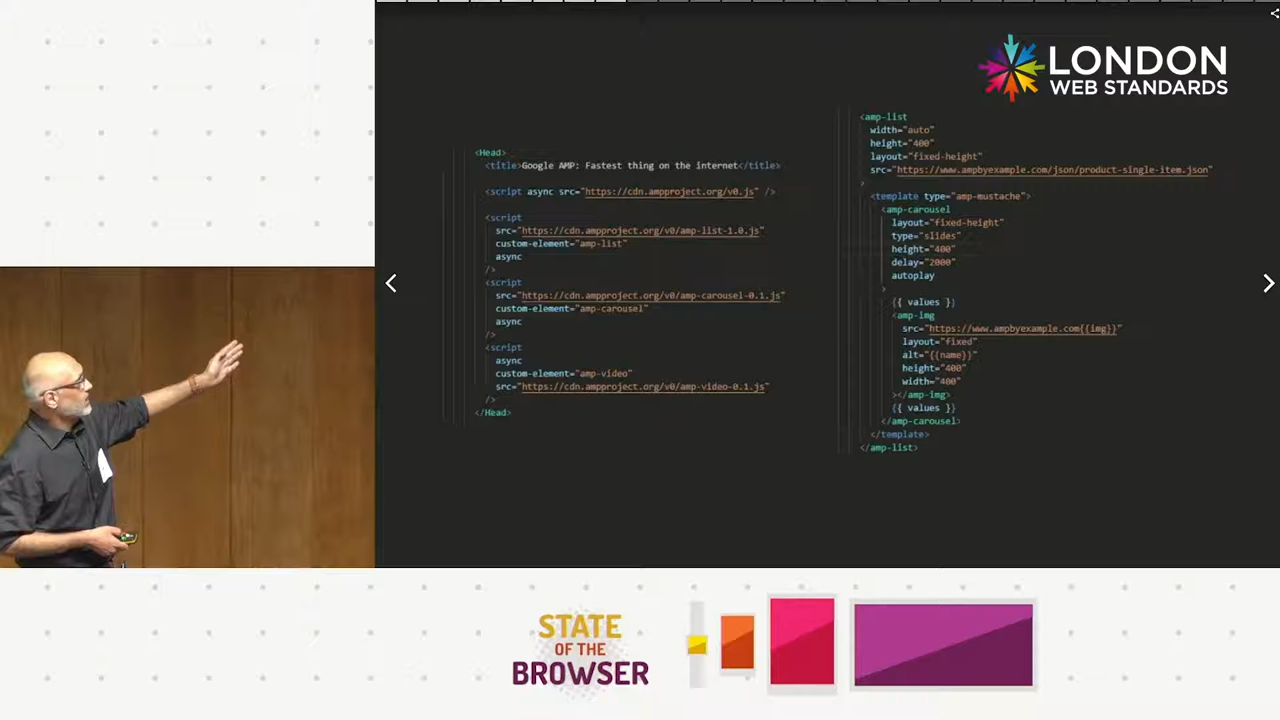 LONDON
WEB STANDARDS
<Head>
<title>Google AMP: Fastest thing on the internet</title>
<script async src="https://cdn.ampproject.org/v0.js" />
<script
src="https://cdn.ampproject.org/v0/amp-list-1.0.js"
custom-element="amp-list"
async
/>
<script
src="https://cdn.ampproject.org/v0/amp-carousel-0.1.js"
custom-element="amp-carousel"
async
/>
<script
async
custom-element="amp-video"
src="https://cdn.ampproject.org/v0/amp-video-0.1.js"
/>
</Head>
<amp-list
width="auto"
height="400"
layout="fixed-height"
src="https://www.ampbyexample.com/json/product-single-item.json"
>
<template type="amp-mustache">
<amp-carousel
layout="fixed-height"
type="slides"
height="400"
delay="2000"
autoplay
>
{{ values }}
<amp-img
src="https://www.ampbyexample.com{{img}}"
layout="fixed"
alt="{{name}}"
height="400"
width="400"
></amp-img>
{{ values }}
</amp-carousel>
</template>
</amp-list>
STATE
OF THE
BROWSER